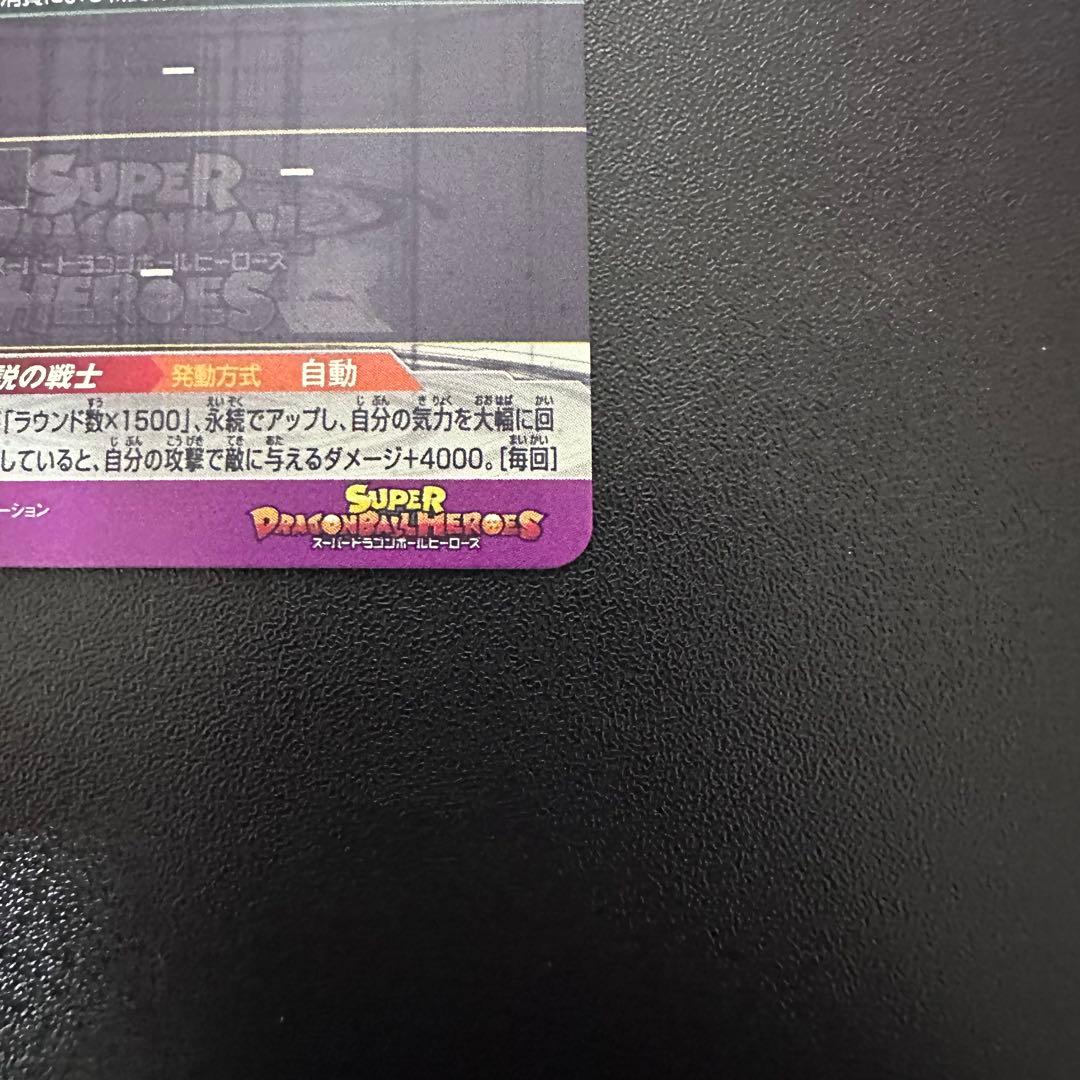 SUPER
DRAGONBALL
スーパードラゴンボールヒーローズ
HEROES
説の戦士 発動方式 自動
「ラウンド数×1500」、永続でアップし、自分の気力を大幅に回
していると、自分の攻撃で敵に与えるダメージ+4000。[毎回]
ーション
SUPER
DRAGONBALL HEROES
スーパードラゴンボールヒーローズ